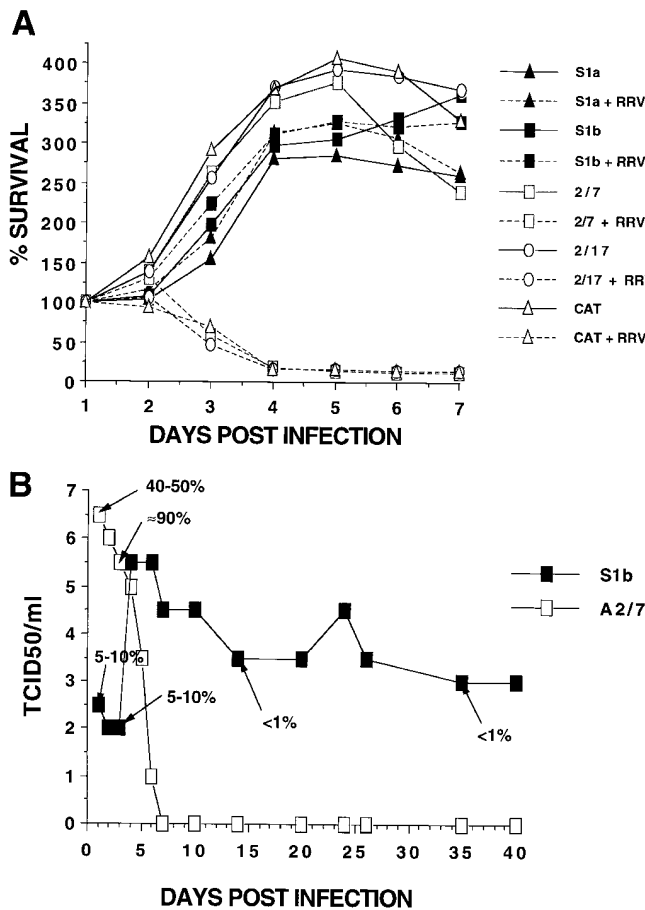 A
% SURVIVAL
400
350
300
250
200
150
100
50
0
1 2 3 4 5 6 7
DAYS POST INFECTION
S1a
S1a + RRV
S1b
S1b + RRV
2/7
2/7 + RRV
2/17
2/17 + RR
CAT
CAT + RRV
B
TCID50/ml
7
6
5
4
3
2
1
0
40-50%
≈90%
5-10%
5-10%
<1%
<1%
0 5 10 15 20 25 30 35 40
DAYS POST INFECTION
S1b
A2/7